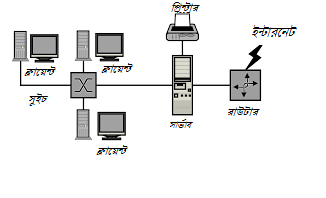 প্রিন্টার
ইন্টারনেট
ক্লায়েন্ট
ক্লায়েন্ট
সুইচ
সার্ভার
রাউটার
ক্লায়েন্ট